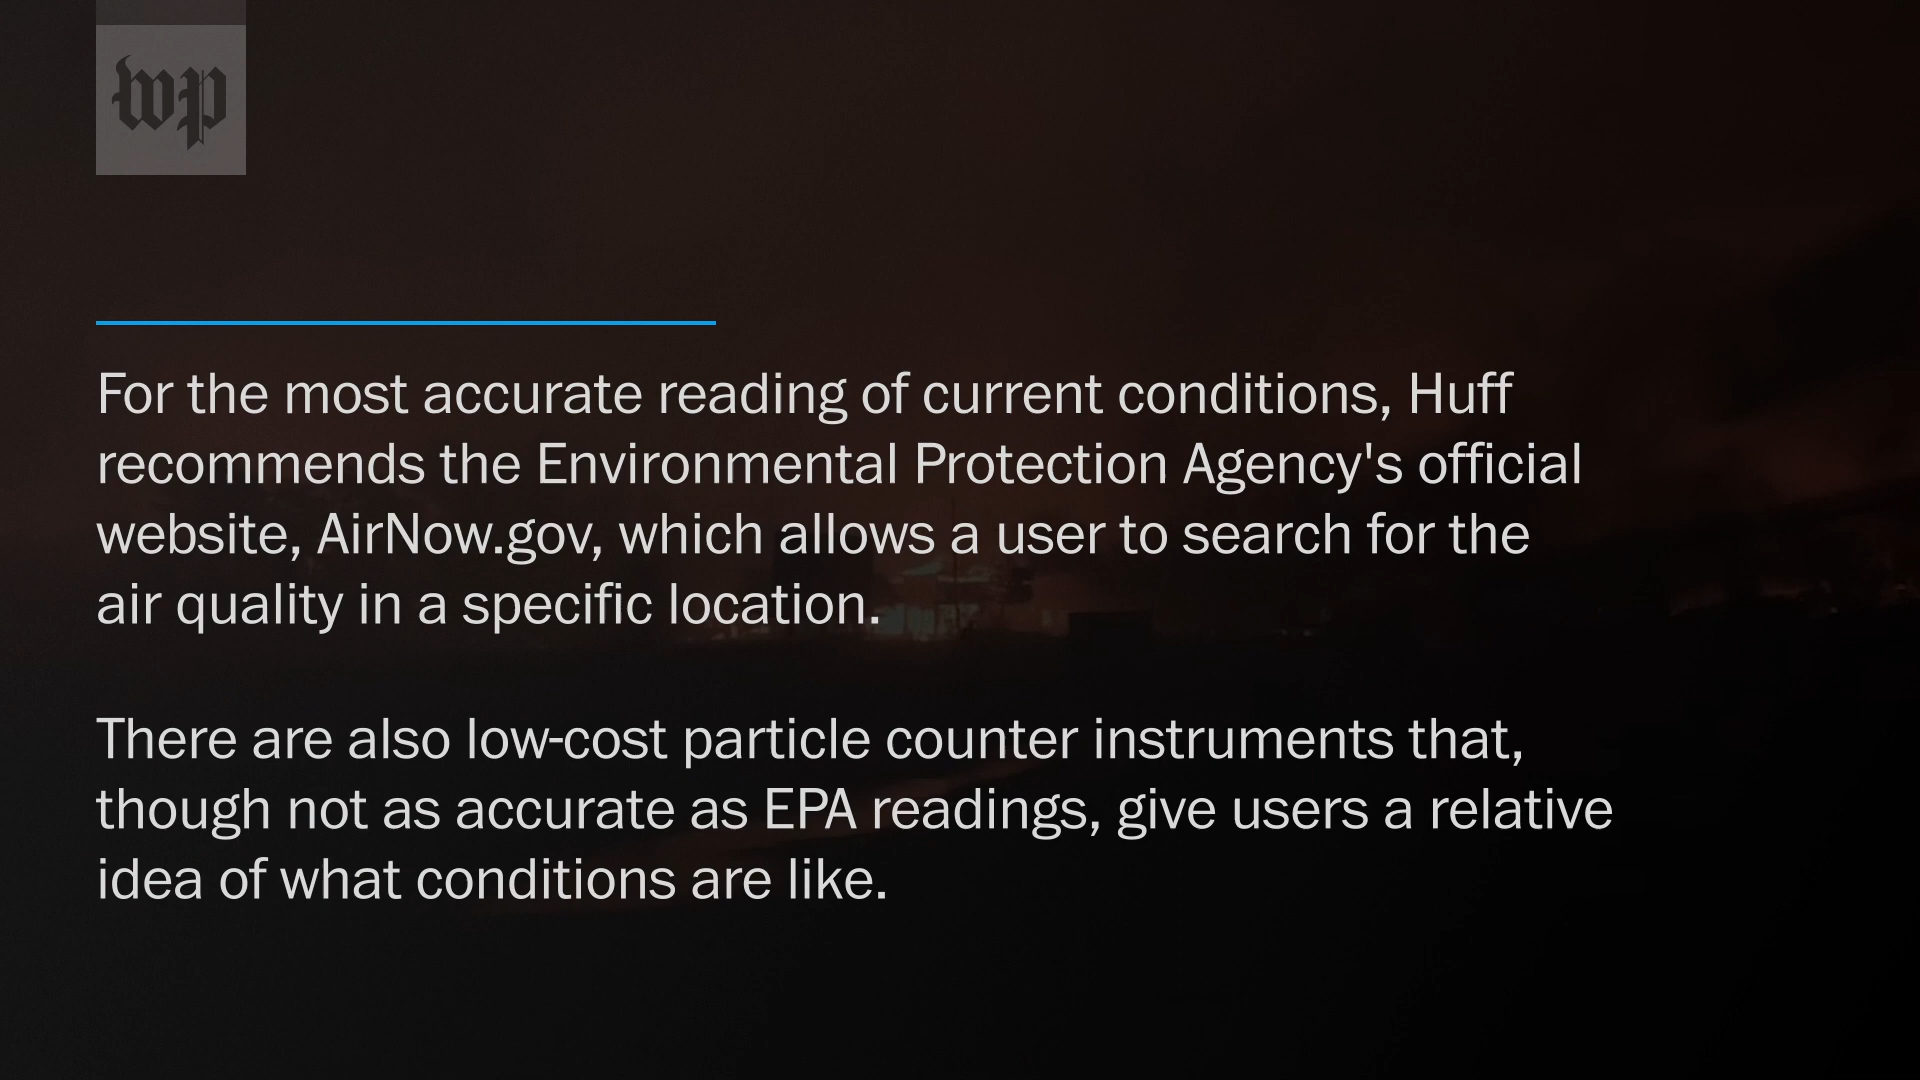 wp
For the most accurate reading of current conditions, Huff
recommends the Environmental Protection Agency's official
website, AirNow.gov, which allows a user to search for the
air quality in a specific location.
There are also low-cost particle counter instruments that,
though not as accurate as EPA readings, give users a relative
idea of what conditions are like.